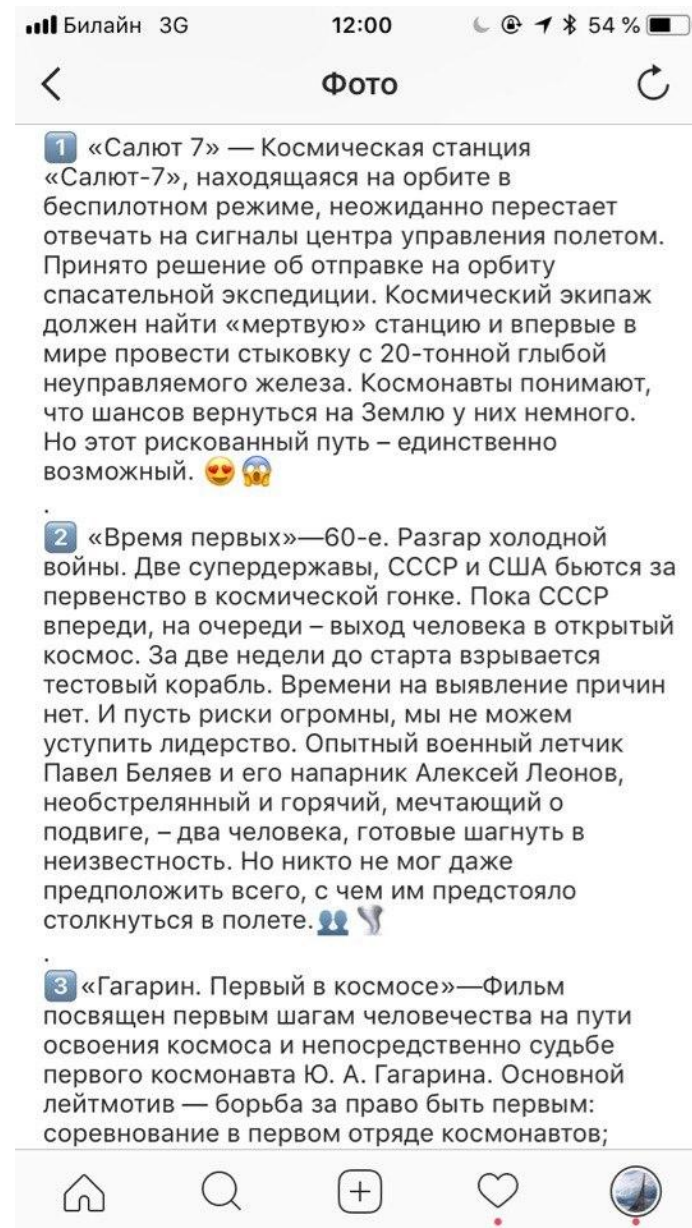 Билайн 3G 12:00 54 %
Фото
1 «Салют 7» — Космическая станция
«Салют-7», находящаяся на орбите в
беспилотном режиме, неожиданно перестает
отвечать на сигналы центра управления полетом.
Принято решение об отправке на орбиту
спасательной экспедиции. Космический экипаж
должен найти «мертвую» станцию и впервые в
мире провести стыковку с 20-тонной глыбой
неуправляемого железа. Космонавты понимают,
что шансов вернуться на Землю у них немного.
Но этот рискованный путь – единственно
возможный. 😍😱
.
2 «Время первых»—60-е. Разгар холодной
войны. Две супердержавы, СССР и США бьются за
первенство в космической гонке. Пока СССР
впереди, на очереди – выход человека в открытый
космос. За две недели до старта взрывается
тестовый корабль. Времени на выявление причин
нет. И пусть риски огромны, мы не можем
уступить лидерство. Опытный военный летчик
Павел Беляев и его напарник Алексей Леонов,
необстрелянный и горячий, мечтающий о
подвиге, – два человека, готовые шагнуть в
неизвестность. Но никто не мог даже
предположить всего, с чем им предстояло
столкнуться в полете.👥🌪
.
3 «Гагарин. Первый в космосе»—Фильм
посвящен первым шагам человечества на пути
освоения космоса и непосредственно судьбе
первого космонавта Ю. А. Гагарина. Основной
лейтмотив — борьба за право быть первым:
соревнование в первом отряде космонавтов;